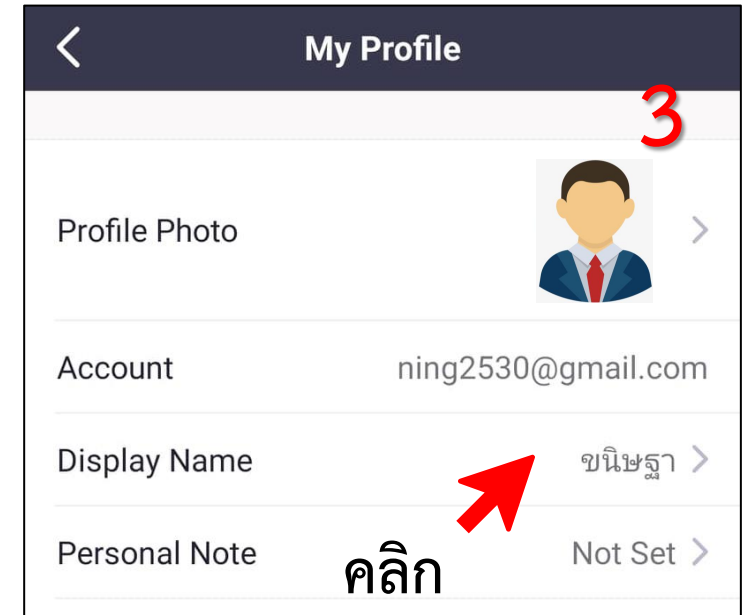 My Profile
3
Profile Photo
Account ning2530@gmail.com
Display Name ขนิษฐา
Personal Note Not Set
คลิก